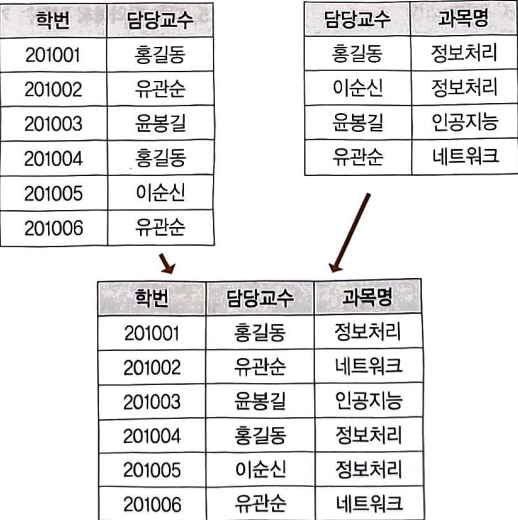 학번 담당교수
201001 홍길동
201002 유관순
201003 윤봉길
201004 홍길동
201005 이순신
201006 유관순
담당교수 과목명
홍길동 정보처리
이순신 정보처리
윤봉길 인공지능
유관순 네트워크
학번 담당교수 과목명
201001 홍길동 정보처리
201002 유관순 네트워크
201003 윤봉길 인공지능
201004 홍길동 정보처리
201005 이순신 정보처리
201006 유관순 네트워크